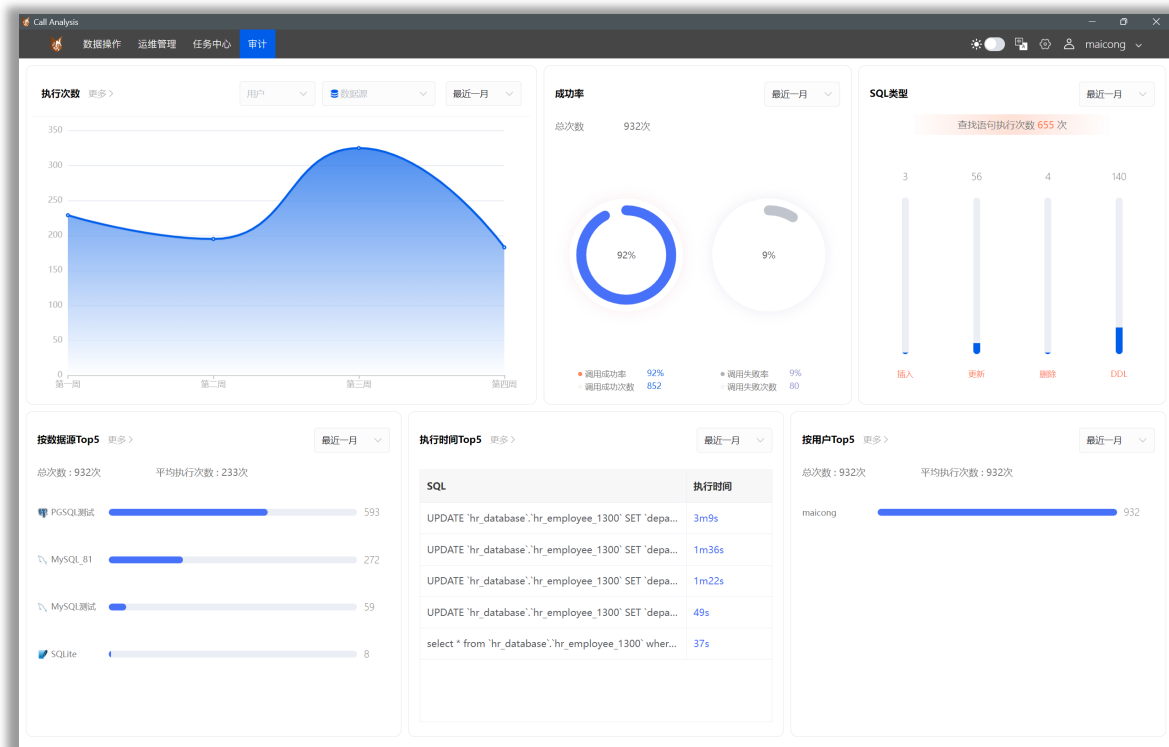 Call Analysis
数据操作 运维管理 任务中心 审计 maicong
执行次数 更多 用户 数据源 最近一月
350
300
250
200
150
100
50
0
第一周 第二周 第三周 第四周
成功率 最近一月
总次数 932次
92% 9%
调用成功率 92% 调用失败率 9%
调用成功次数 852 调用失败次数 80
SQL类型 最近一月
查找语句执行次数 655 次
3 56 4 140
插入 更新 删除 DDL
按数据源Top5 更多 最近一月
总次数 : 932次 平均执行次数 : 233次
PGSQL测试 593
MySQL_81 272
MySQL测试 59
SQLite 8
执行时间Top5 更多 最近一月
SQL 执行时间
UPDATE `hr_database`.`hr_employee_1300` SET `depa... 3m9s
UPDATE `hr_database`.`hr_employee_1300` SET `depa... 1m36s
UPDATE `hr_database`.`hr_employee_1300` SET `depa... 1m22s
UPDATE `hr_database`.`hr_employee_1300` SET `depa... 49s
select * from `hr_database`.`hr_employee_1300` wher... 37s
按用户Top5 更多 最近一月
总次数 : 932次 平均执行次数 : 932次
maicong 932